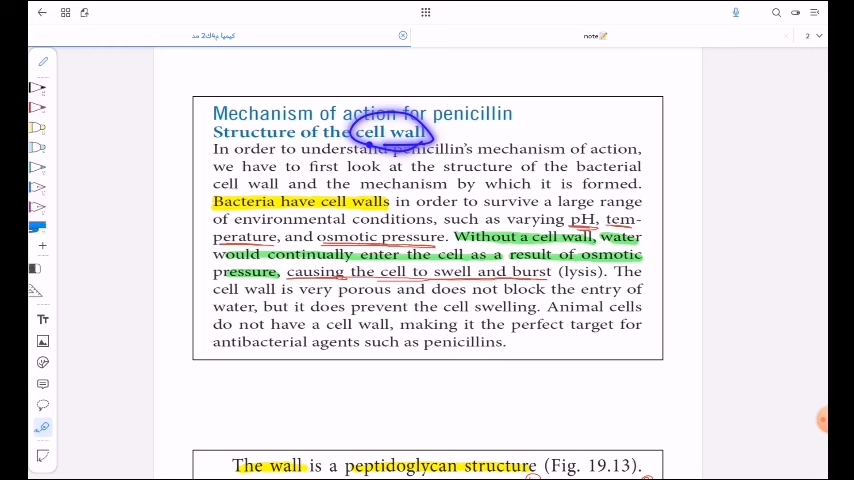 كيميا م4ك2 مد
note📝
2
Mechanism of action for penicillin
Structure of the cell wall
In order to understand penicillin's mechanism of action,
we have to first look at the structure of the bacterial
cell wall and the mechanism by which it is formed.
Bacteria have cell walls in order to survive a large range
of environmental conditions, such as varying pH, tem-
perature, and osmotic pressure. Without a cell wall, water
would continually enter the cell as a result of osmotic
pressure, causing the cell to swell and burst (lysis). The
cell wall is very porous and does not block the entry of
water, but it does prevent the cell swelling. Animal cells
do not have a cell wall, making it the perfect target for
antibacterial agents such as penicillins.
Tт
The wall is a peptidoglycan structure (Fig. 19.13).